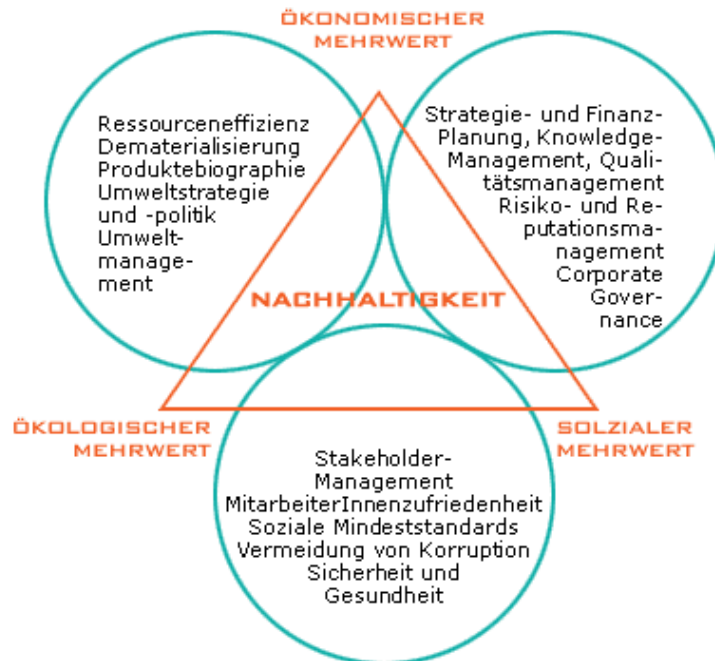 ÖKONOMISCHER
MEHRWERT
Ressourceneffizienz
Dematerialisierung
Produktebiographie
Umweltstrategie
und -politik
Umwelt-
manage-
ment
Strategie- und Finanz-
Planung, Knowledge-
Management, Quali-
tätsmanagement
Risiko- und Re-
putationsma-
nagement
Corporate
Gover-
nance
NACHHALTIGKEIT
ÖKOLOGISCHER
MEHRWERT
SOLZIALER
MEHRWERT
Stakeholder-
Management
MitarbeiterInnenzufriedenheit
Soziale Mindeststandards
Vermeidung von Korruption
Sicherheit und
Gesundheit